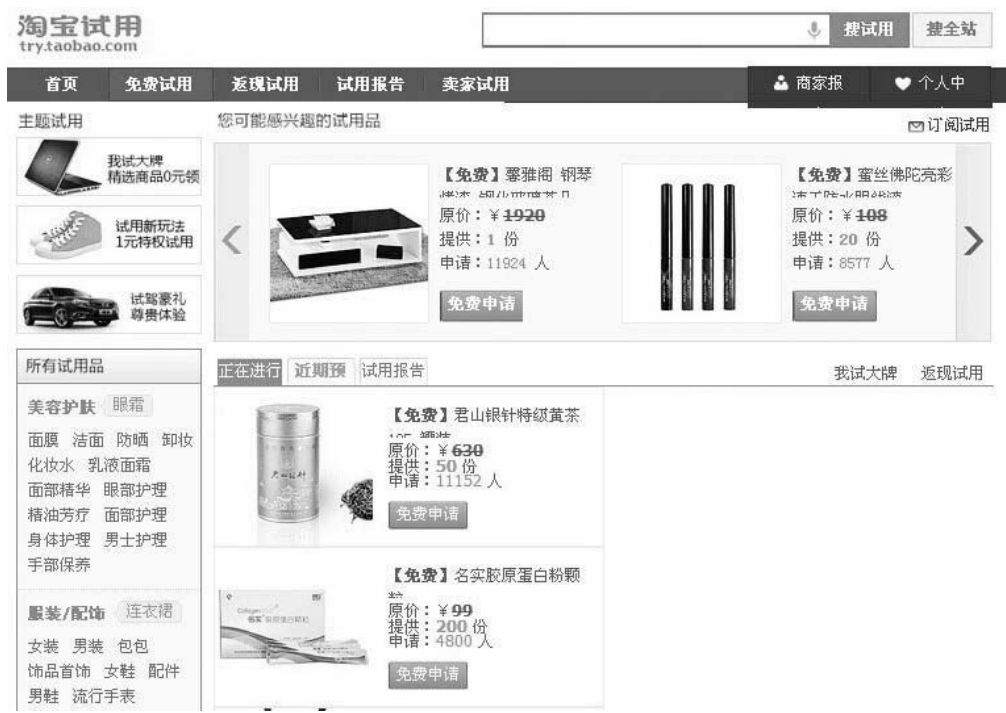 淘宝试用
try.taobao.com
搜试用
搜全站
首页
免费试用
返现试用
试用报告
卖家试用
商家报
个人中
主题试用
您可能感兴趣的试用品
订阅试用
我试大牌
精选商品0元领
试用新玩法
1元特权试用
试驾豪礼
尊贵体验
【免费】馨雅阁 钢琴
原价：￥1920
提供：1 份
申请：11924 人
免费申请
【免费】蜜丝佛陀亮彩
原价：￥108
提供：20 份
申请：8577 人
免费申请
所有试用品
美容护肤 眼霜
面膜 洁面 防晒 卸妆
化妆水 乳液面霜
面部精华 眼部护理
精油芳疗 面部护理
身体护理 男士护理
手部保养
服装/配饰 连衣裙
女装 男装 包包
饰品首饰 女鞋 配件
男鞋 流行手表
正在进行
近期预
试用报告
我试大牌
返现试用
【免费】君山银针特级黄茶
原价：￥630
提供：50 份
申请：11152 人
免费申请
【免费】名实胶原蛋白粉颗
原价：￥99
提供：200 份
申请：4800 人
免费申请